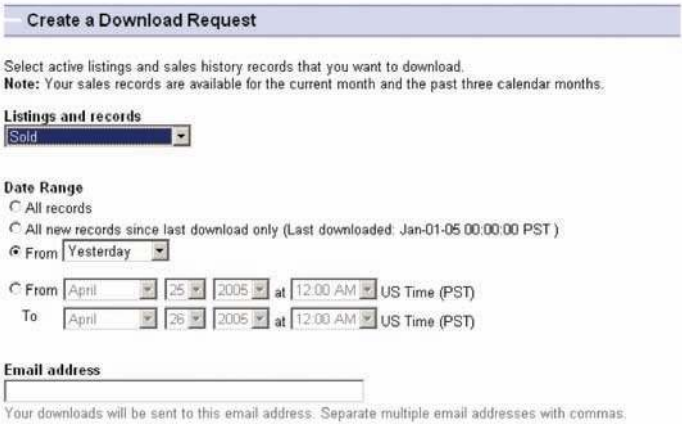 Create a Download Request
Select active listings and sales history records that you want to download.
Note: Your sales records are available for the current month and the past three calendar months.
Listings and records
Sold
Date Range
All records
All new records since last download only (Last downloaded: Jan-01-05 00:00:00 PST )
From Yesterday
From April 25 2005 at 12:00 AM US Time (PST)
To April 26 2005 at 12:00 AM US Time (PST)
Email address
Your downloads will be sent to this email address. Separate multiple email addresses with commas.